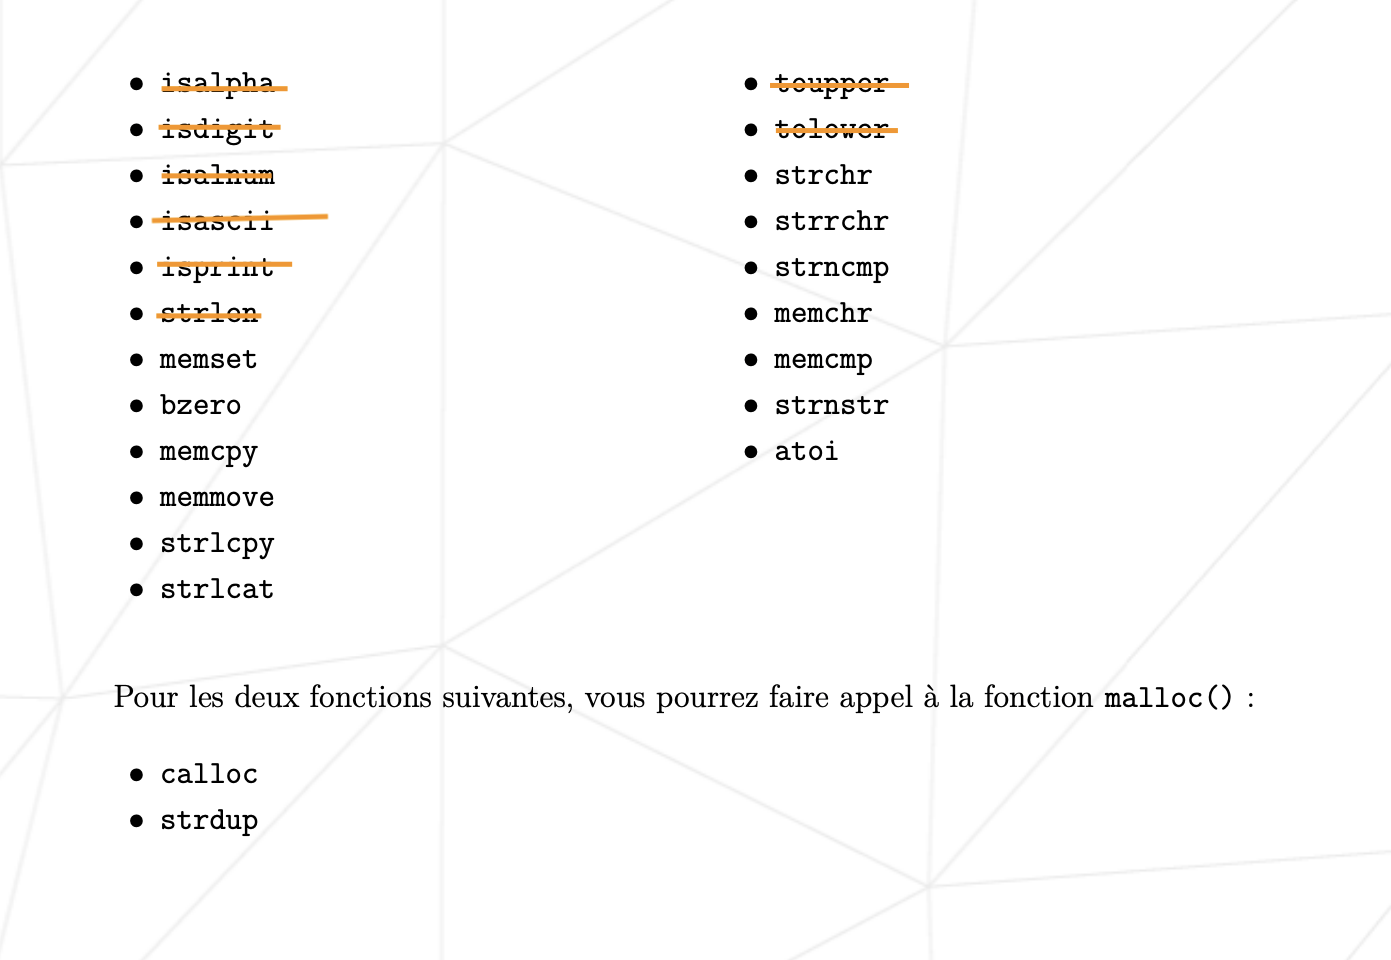 • isalpha
• isdigit
• isalnum
• isascii
• isprint
• strlen
• memset
• bzero
• memcpy
• memmove
• strlcpy
• strlcat
• toupper
• tolower
• strchr
• strrchr
• strncmp
• memchr
• memcmp
• strnstr
• atoi
Pour les deux fonctions suivantes, vous pourrez faire appel à la fonction malloc() :
• calloc
• strdup